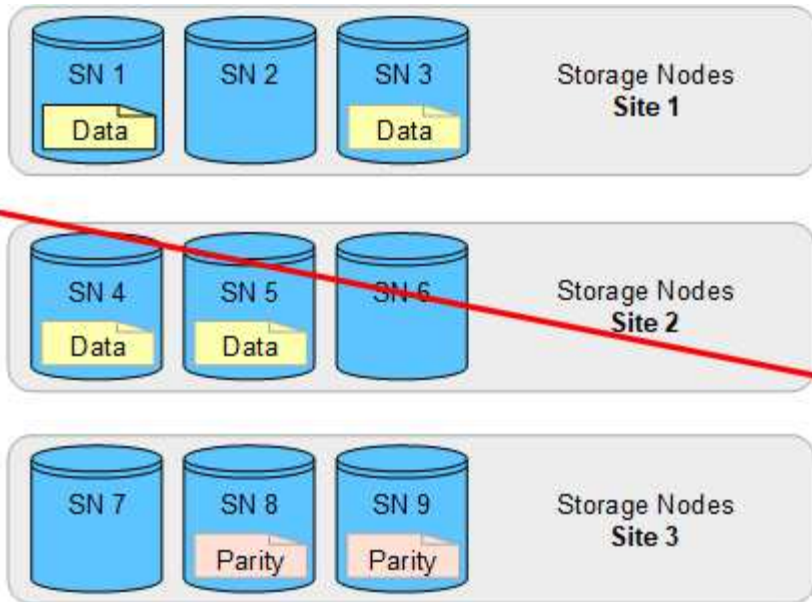 SN 1
SN 2
SN 3
Data
Data
Storage Nodes
Site 1
SN 4
SN 5
SN 6
Data
Data
Storage Nodes
Site 2
SN 7
SN 8
SN 9
Parity
Parity
Storage Nodes
Site 3